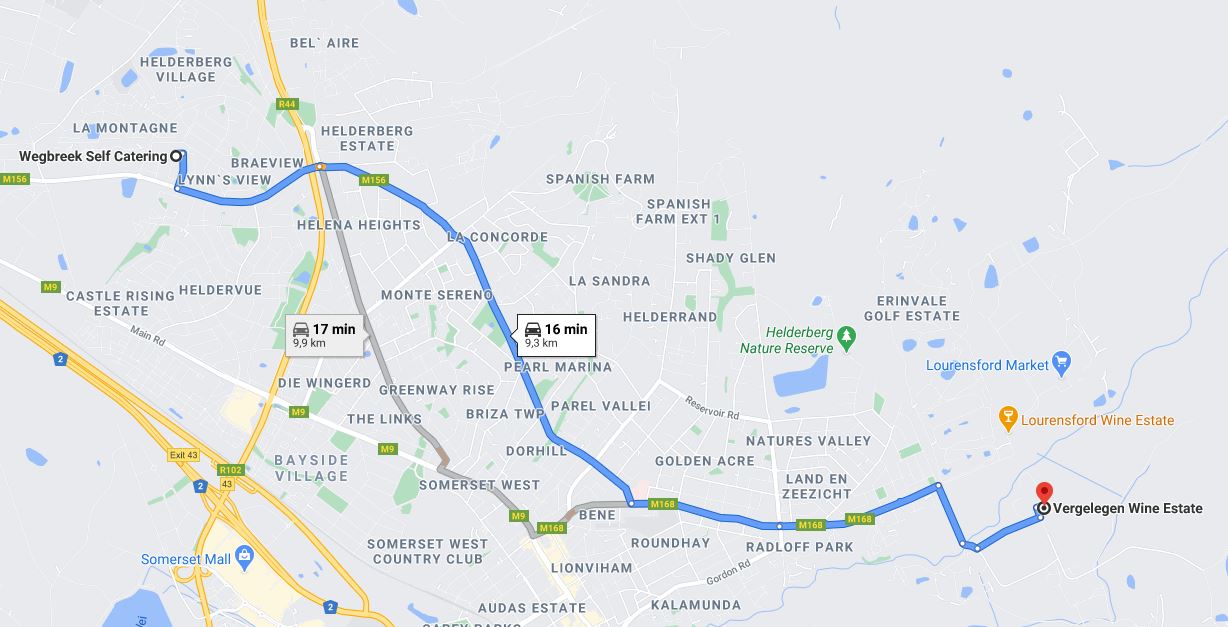 BEL` AIRE
HELDERBERG
VILLAGE
R44
LA MONTAGNE
HELDERBERG
ESTATE
Wegbreek Self Catering
BRAEVIEW
LYNN`S VIEW
M156
M156
SPANISH FARM
SPANISH
FARM EXT 1
HELENA HEIGHTS
LA CONCORDE
SHADY GLEN
LA SANDRA
M9
CASTLE RISING
ESTATE
HELDERVUE
MONTE SERENO
ERINVALE
GOLF ESTATE
HELDERRAND
Main Rd
17 min
9,9 km
16 min
9,3 km
Helderberg
Nature Reserve
2
PEARL MARINA
Lourensford Market
DIE WINGERD
GREENWAY RISE
M9
THE LINKS
BRIZA TWP
PAREL VALLEI
Reservoir Rd
Lourensford Wine Estate
M9
NATURES VALLEY
Exit 43
R102
43
BAYSIDE
VILLAGE
DORHILL
GOLDEN ACRE
2
SOMERSET WEST
LAND EN
ZEEZICHT
M9
M168
BENE
M168
M168
M168
Vergelegen Wine Estate
SOMERSET WEST
COUNTRY CLUB
ROUNDHAY
RADLOFF PARK
Somerset Mall
LIONVIHAM
Gordon Rd
2
AUDAS ESTATE
KALAMUNDA